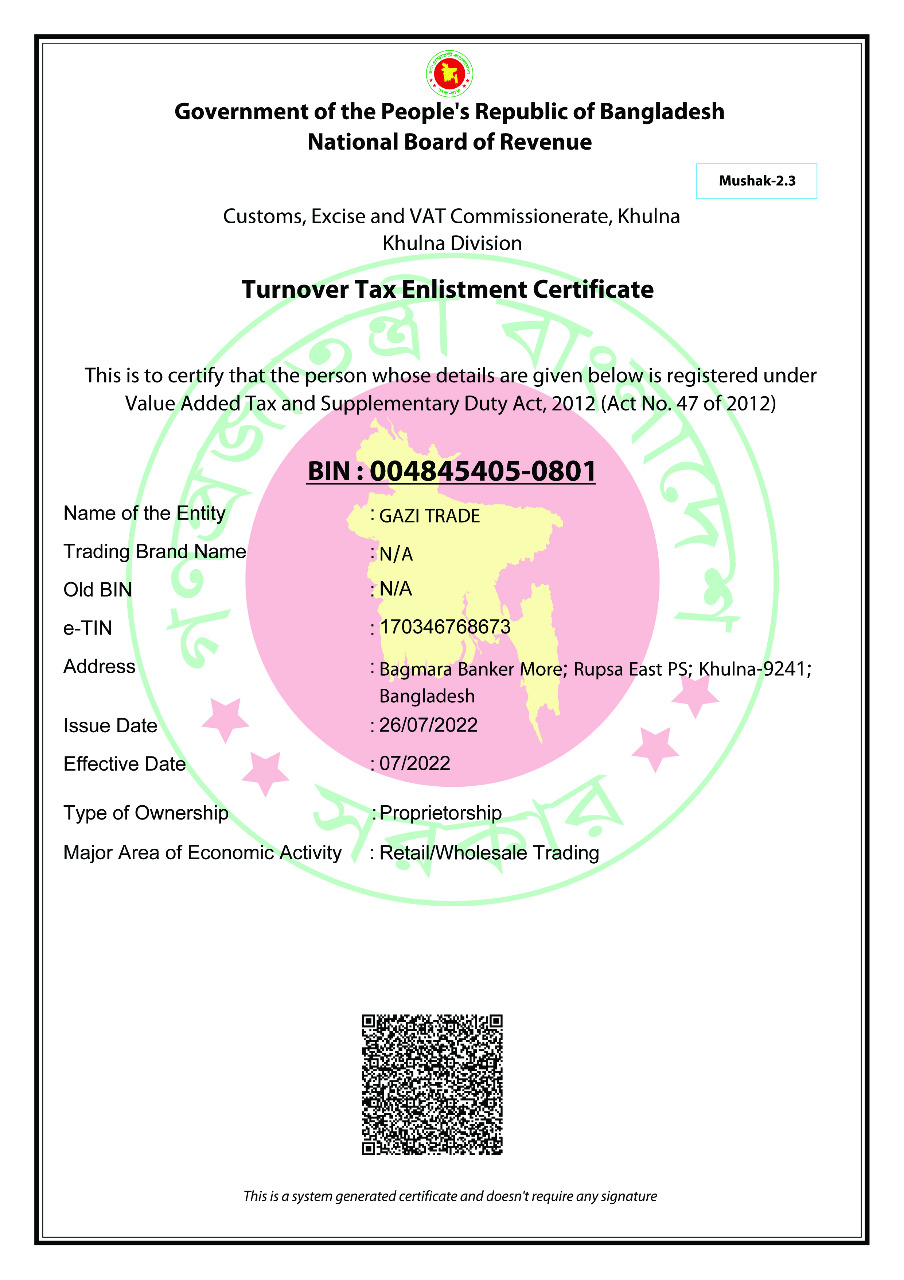 Government of the People's Republic of Bangladesh
National Board of Revenue
Mushak-2.3
Customs, Excise and VAT Commissionerate, Khulna
Khulna Division
Turnover Tax Enlistment Certificate
This is to certify that the person whose details are given below is registered under
Value Added Tax and Supplementary Duty Act, 2012 (Act No. 47 of 2012)
BIN : 004845405-0801
Name of the Entity : GAZI TRADE
Trading Brand Name : N/A
Old BIN : N/A
e-TIN : 170346768673
Address : Bagmara Banker More; Rupsa East PS; Khulna-9241;
Bangladesh
Issue Date : 26/07/2022
Effective Date : 07/2022
Type of Ownership : Proprietorship
Major Area of Economic Activity : Retail/Wholesale Trading
গণপ্রজাতন্ত্রী বাংলাদেশ
সরকার
This is a system generated certificate and doesn't require any signature